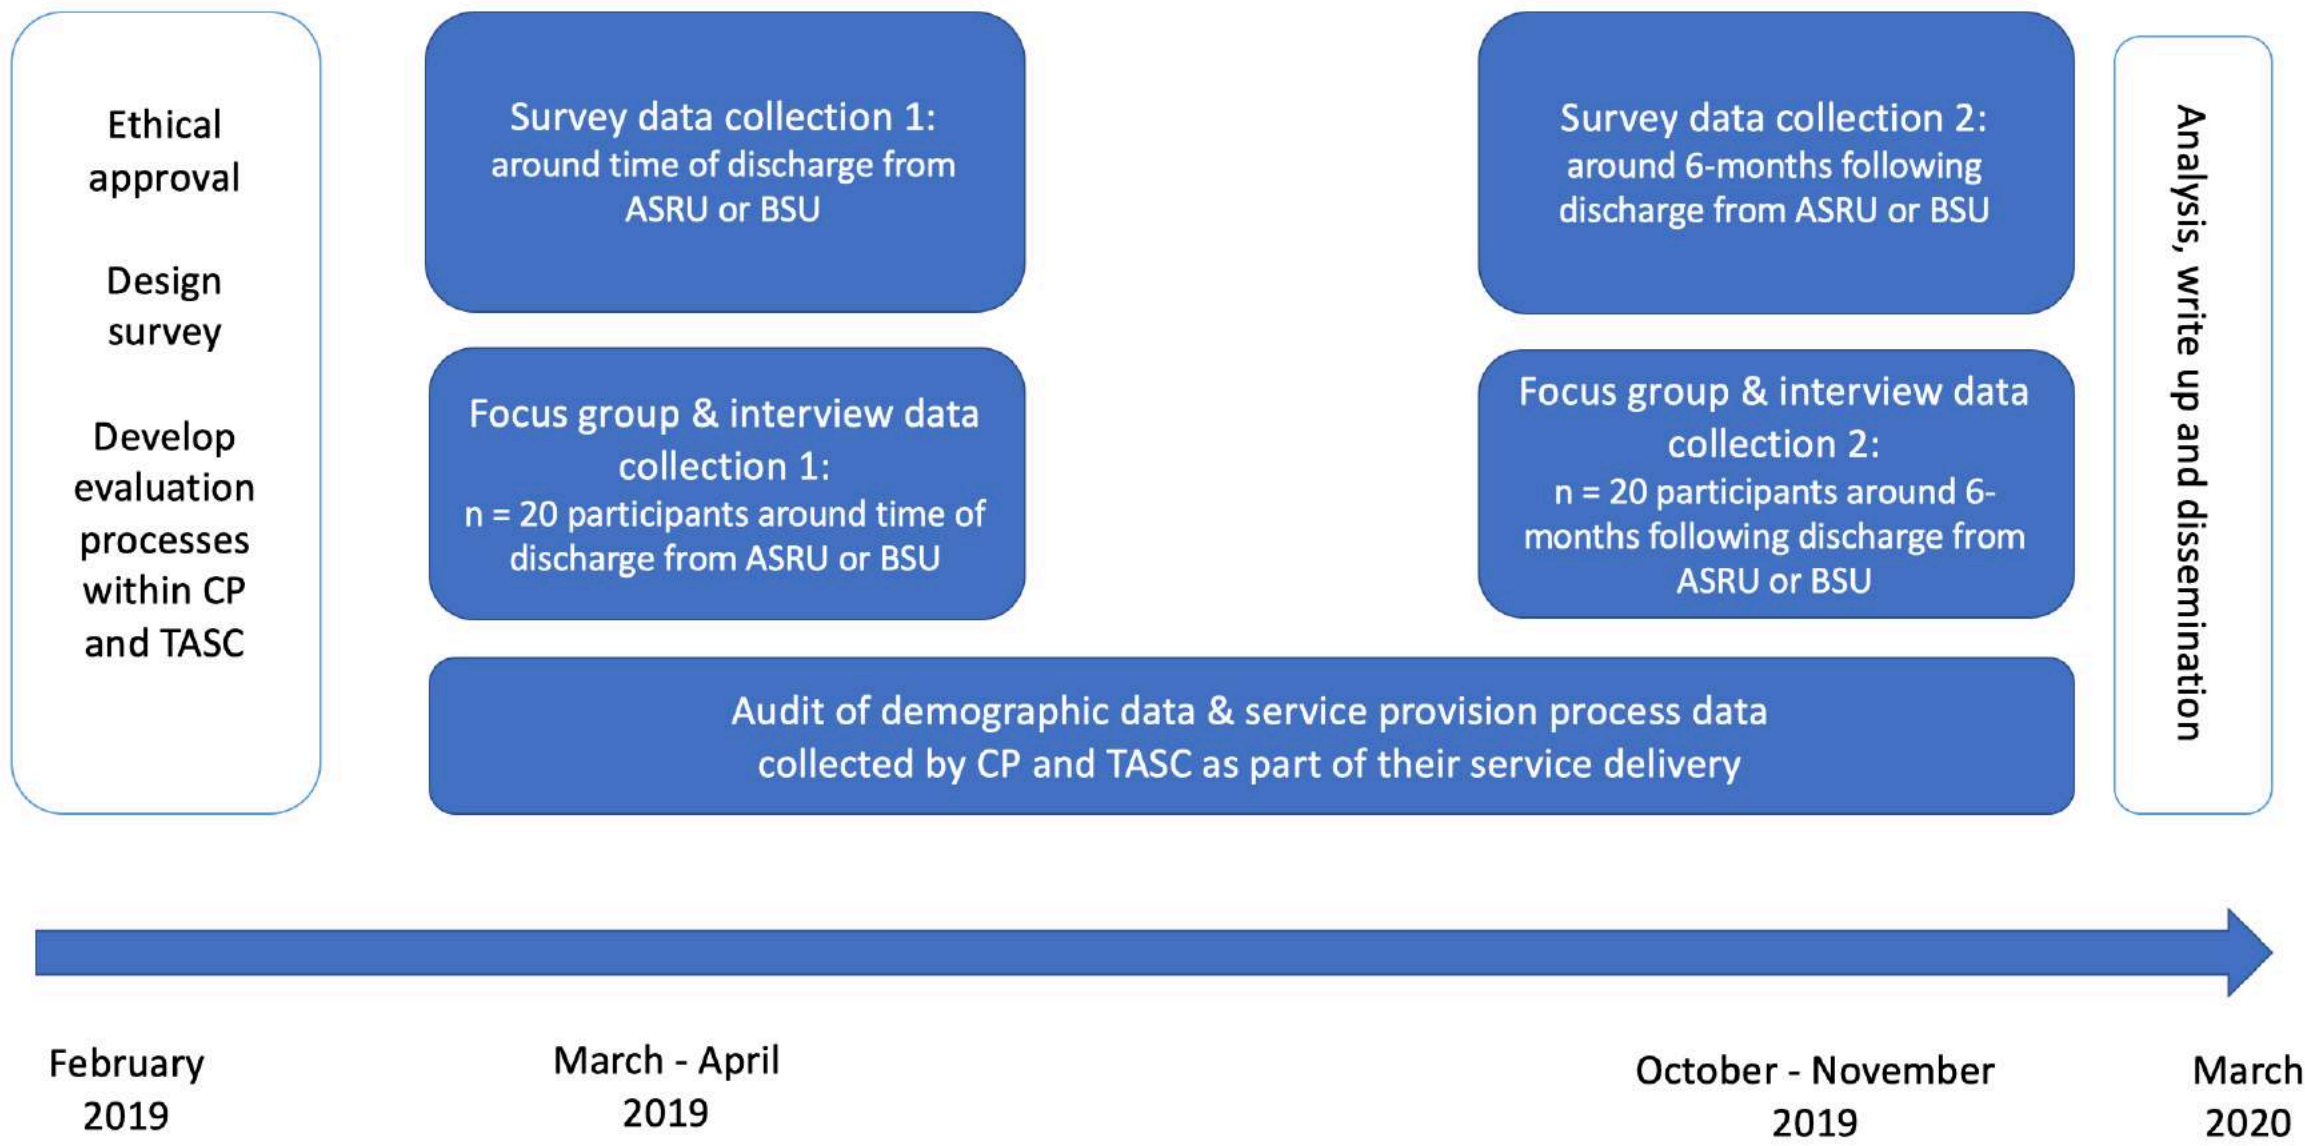 Ethical
approval
Design
survey
Develop
evaluation
processes
within CP
and TASC
Survey data collection 1:
around time of discharge from
ASRU or BSU
Focus group & interview data
collection 1:
n = 20 participants around time of
discharge from ASRU or BSU
Survey data collection 2:
around 6-months following
discharge from ASRU or BSU
Focus group & interview data
collection 2:
n = 20 participants around 6-
months following discharge from
ASRU or BSU
Audit of demographic data & service provision process data
collected by CP and TASC as part of their service delivery
Analysis, write up and dissemination
February
2019
March - April
2019
October - November
2019
March
2020